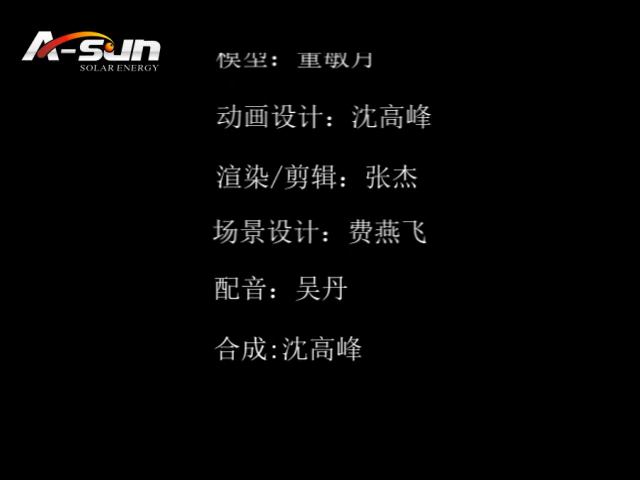 A-sun
SOLAR ENERGY
动画设计：沈高峰
渲染/剪辑：张杰
场景设计：费燕飞
配音：吴丹
合成:沈高峰